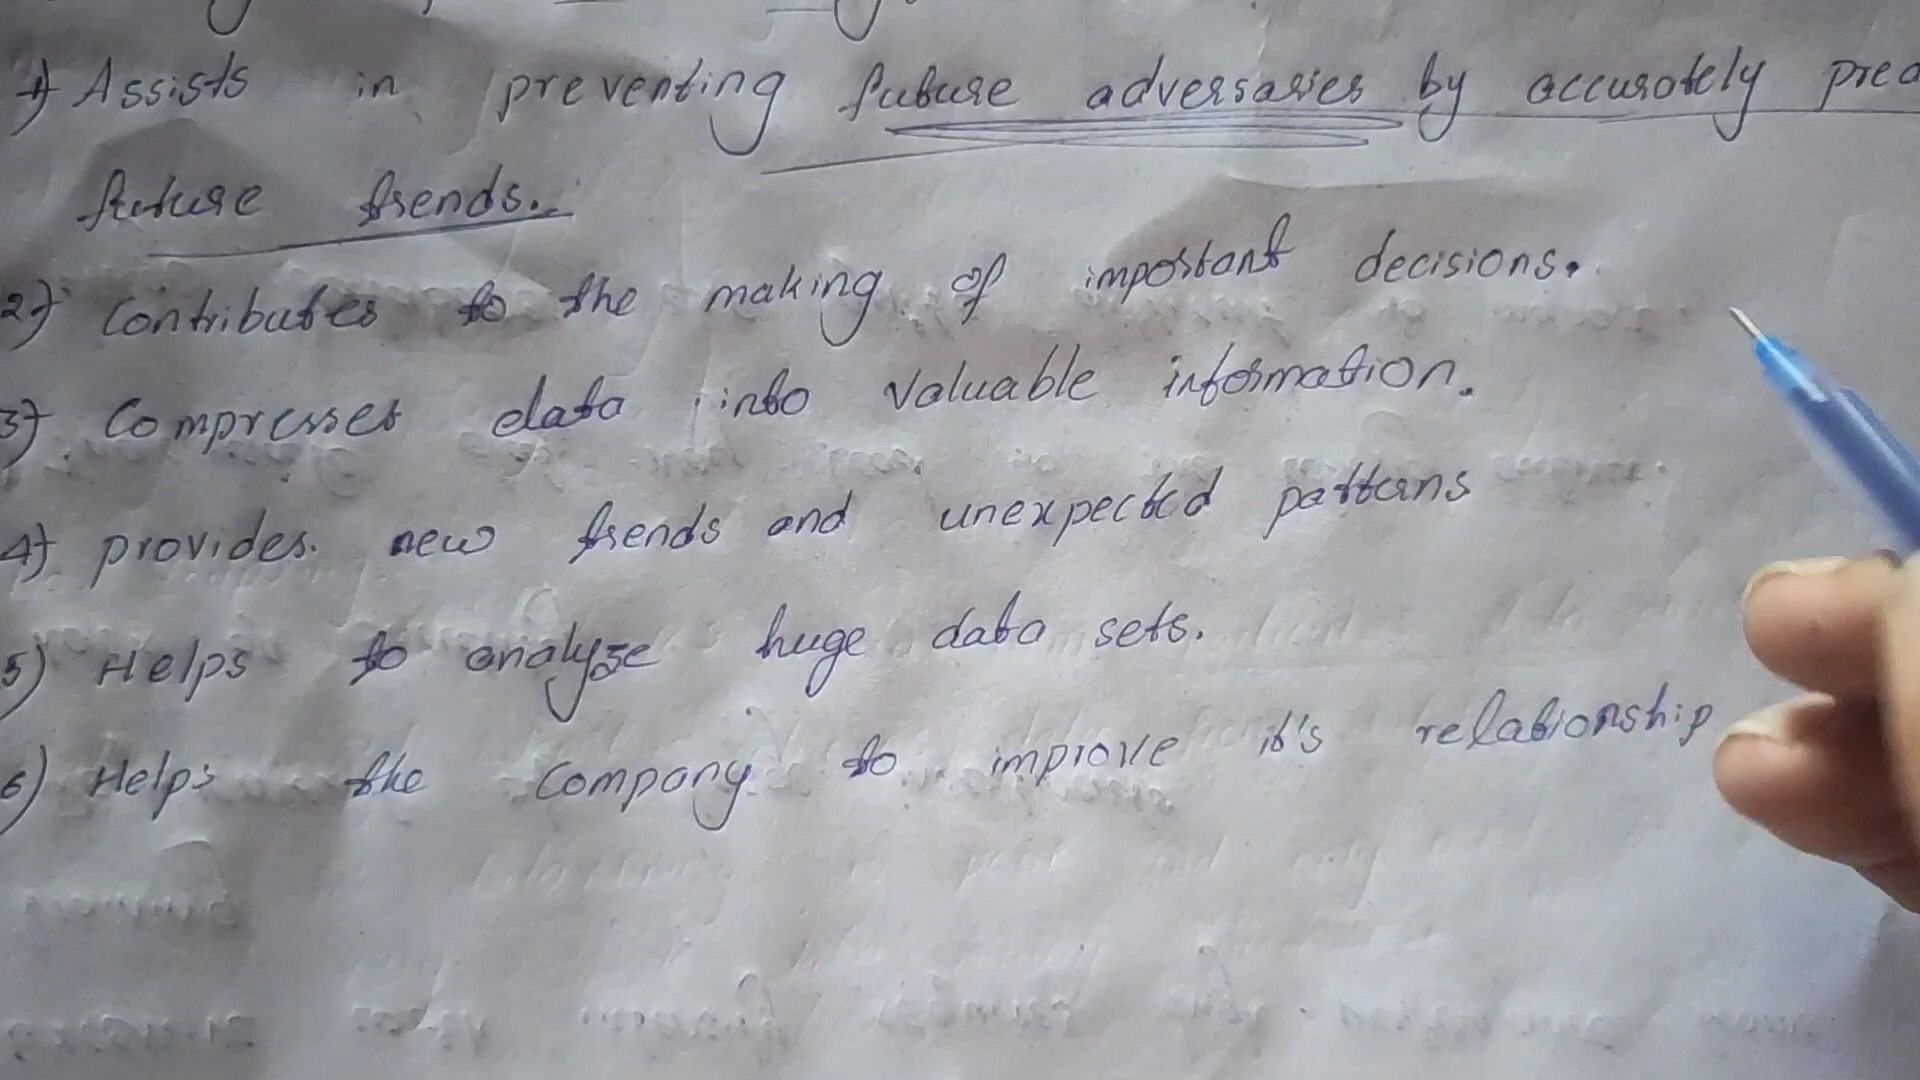 1) Assists in preventing future adversaries by accurately pred
future trends.
2) contributes to the making of important decisions.
3) Compresses data into valuable information.
4) provides new trends and unexpected patterns
5) Helps to analyze huge data sets.
6) Helps the company to improve it's relationship